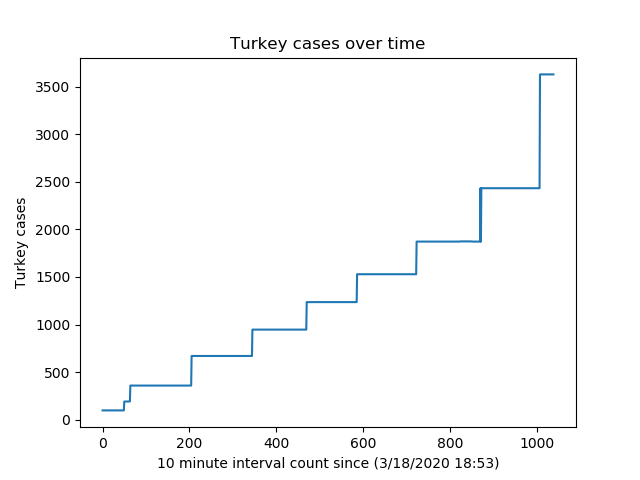 Turkey cases over time
Turkey cases
3500
3000
2500
2000
1500
1000
500
0
0 200 400 600 800 1000
10 minute interval count since (3/18/2020 18:53)